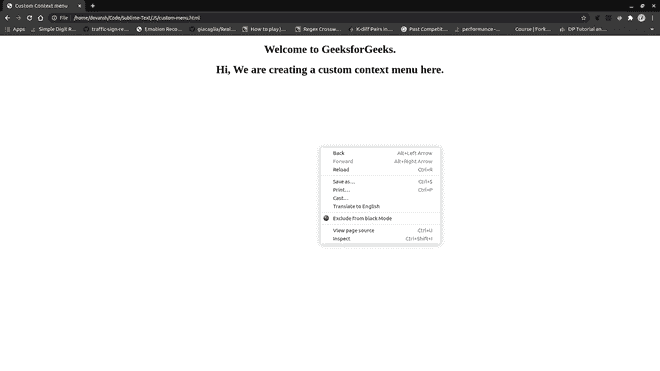 Custom Context menu
File /home/devansh/Code/Sublime-Text/JS/custom-menu.html
Apps Simple Digit R... traffic-sign-re... Emotion Reco... giacaglia/Real... How to play |... Regex Crossw... K-diff Pairs in... Past Competit... performance -... Course | Fork... DP Tutorial an...
Welcome to GeeksforGeeks.
Hi, We are creating a custom context menu here.
Back Alt+Left Arrow
Forward Alt+Right Arrow
Reload Ctrl+R
Save as... Ctrl+S
Print... Ctrl+P
Cast...
Translate to English
Exclude from black Mode
View page source Ctrl+U
Inspect Ctrl+Shift+I